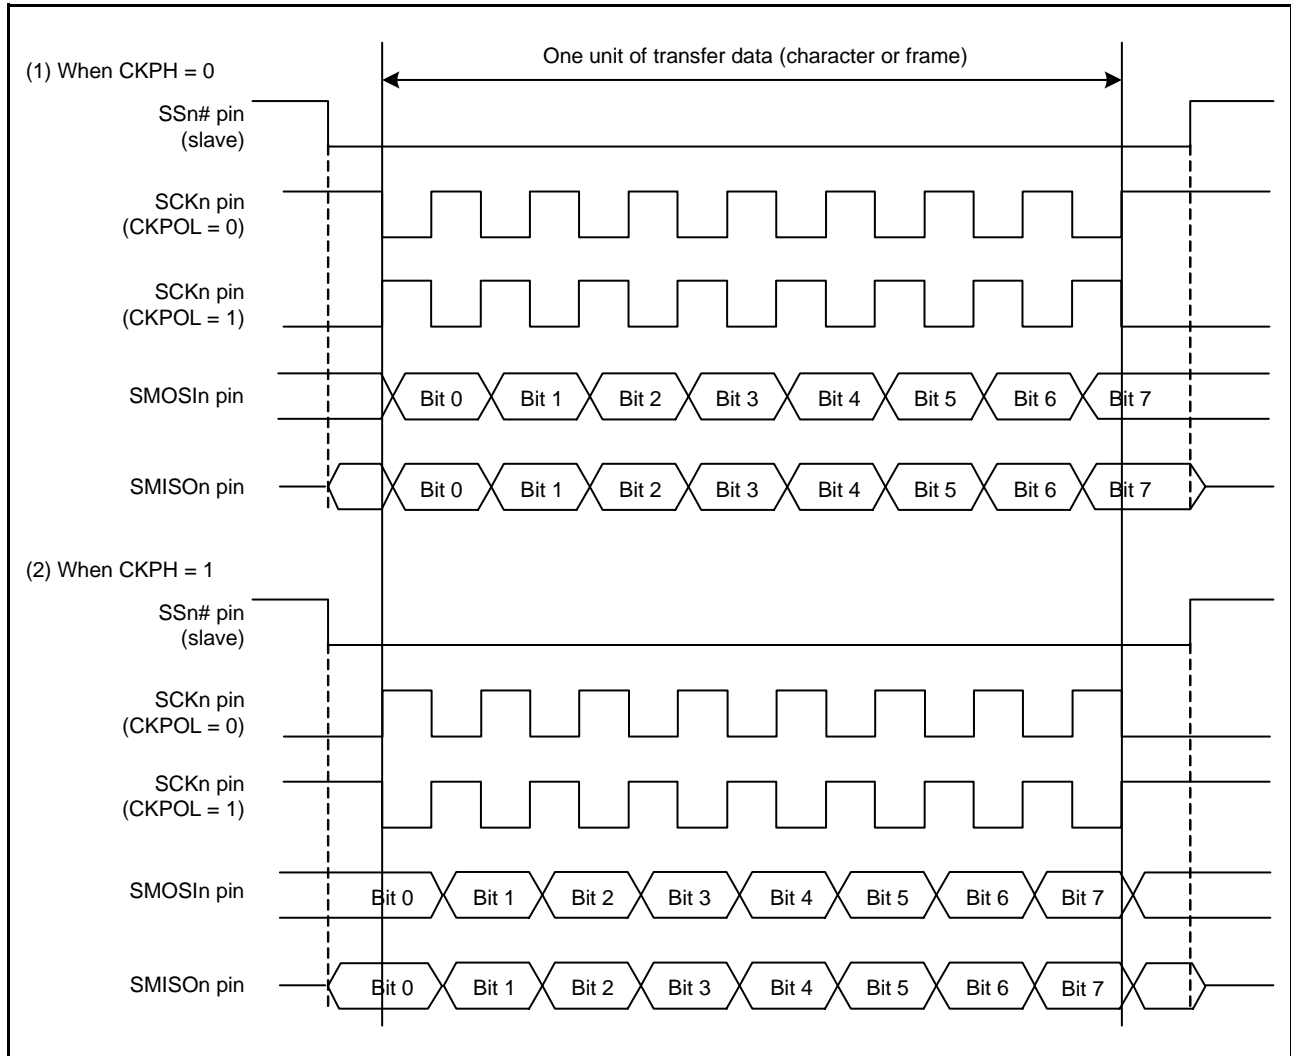 One unit of transfer data (character or frame)
(1) When CKPH = 0
SSn# pin
(slave)
SCKn pin
(CKPOL = 0)
SCKn pin
(CKPOL = 1)
SMOSIn pin
Bit 0 Bit 1 Bit 2 Bit 3 Bit 4 Bit 5 Bit 6 Bit 7
SMISOn pin
Bit 0 Bit 1 Bit 2 Bit 3 Bit 4 Bit 5 Bit 6 Bit 7
(2) When CKPH = 1
SSn# pin
(slave)
SCKn pin
(CKPOL = 0)
SCKn pin
(CKPOL = 1)
SMOSIn pin
Bit 0 Bit 1 Bit 2 Bit 3 Bit 4 Bit 5 Bit 6 Bit 7
SMISOn pin
Bit 0 Bit 1 Bit 2 Bit 3 Bit 4 Bit 5 Bit 6 Bit 7